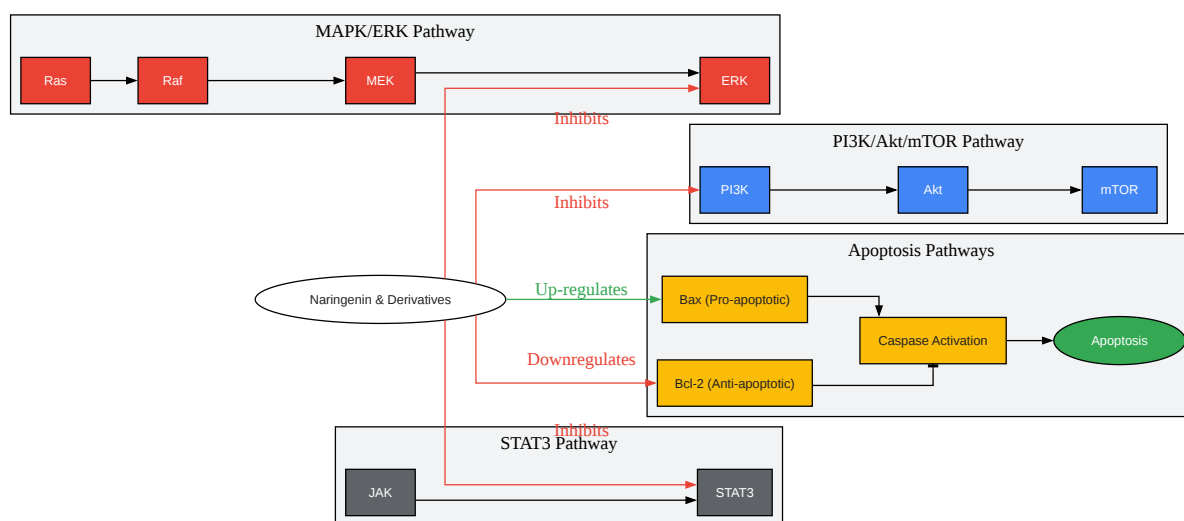 MAPK/ERK Pathway
Ras
Raf
MEK
ERK
Inhibits
PI3K/Akt/mTOR Pathway
PI3K
Akt
mTOR
Inhibits
Apoptosis Pathways
Naringenin & Derivatives
Up-regulates
Bax (Pro-apoptotic)
Caspase Activation
Apoptosis
Downregulates
Bcl-2 (Anti-apoptotic)
Inhibits
STAT3 Pathway
JAK
STAT3